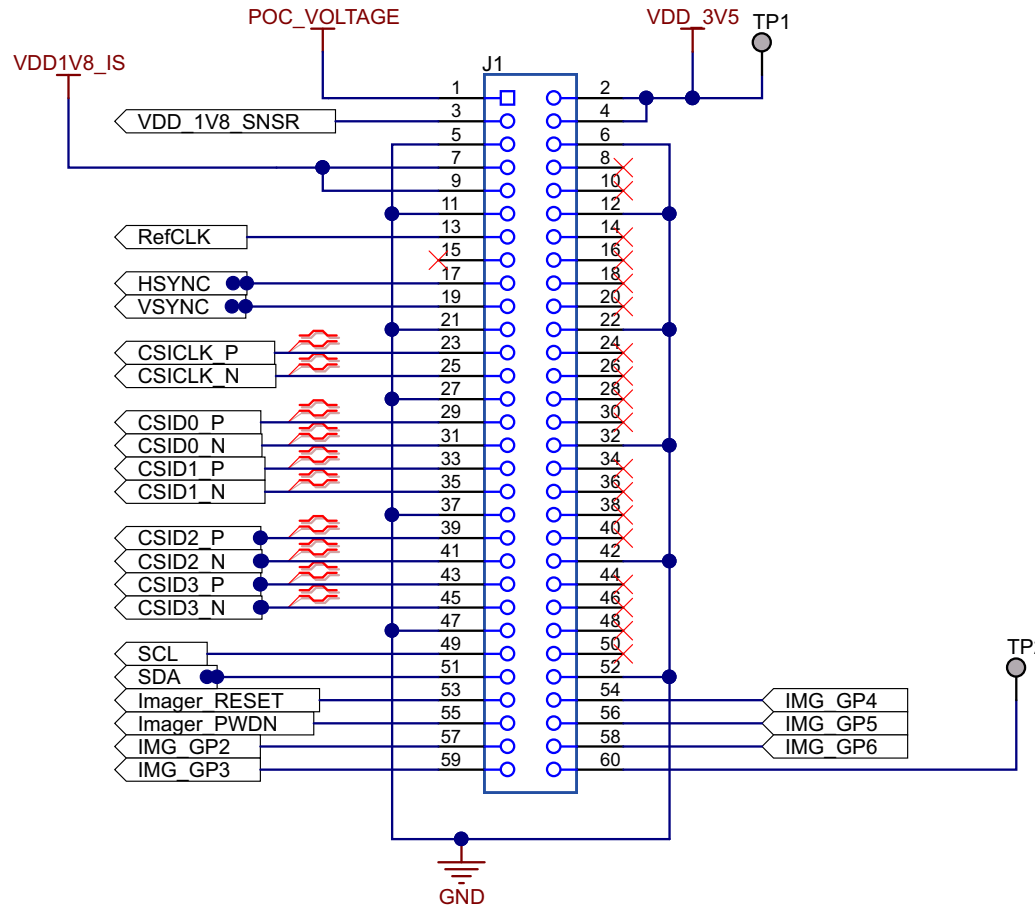 POC_VOLTAGE VDD_3V5 TP1
VDD1V8_IS J1
1 2
VDD_1V8_SNSR 3 4
5 6
7 8
9 10
11 12
RefCLK 13 14
15 16
HSYNC 17 18
VSYNC 19 20
21 22
CSICLK_P 23 24
CSICLK_N 25 26
27 28
CSID0_P 29 30
CSID0_N 31 32
CSID1_P 33 34
CSID1_N 35 36
37 38
CSID2_P 39 40
CSID2_N 41 42
CSID3_P 43 44
CSID3_N 45 46
47 48
SCL 49 50
SDA 51 52
Imager_RESET 53 54 IMG_GP4
Imager_PWDN 55 56 IMG_GP5
IMG_GP2 57 58 IMG_GP6
IMG_GP3 59 60
GND